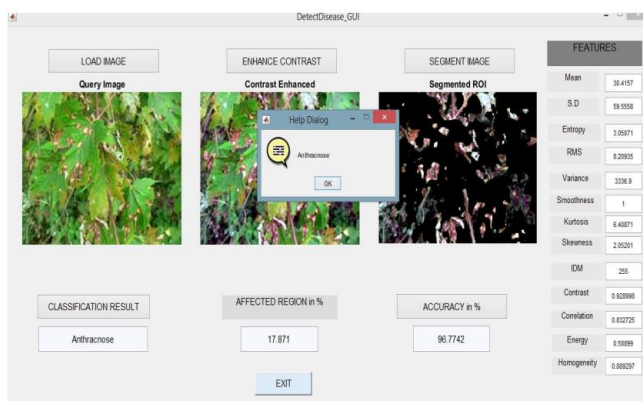 DetectDisease_GUI
LOAD IMAGE
ENHANCE CONTRAST
SEGMENT IMAGE
Query Image
Contrast Enhanced
Segmented ROI
Help Dialog
Anthracnose
OK
CLASSIFICATION RESULT
AFFECTED REGION in %
ACCURACY in %
Anthracnose
17.871
96.7742
EXIT
FEATURES
Mean 30.4157
S.D 59.5558
Entropy 3.05071
RMS 8.20935
Variance 3336.9
Smoothness 1
Kurtosis 6.40871
Skewness 2.05201
IDM 255
Contrast 0.928998
Correlation 0.832725
Energy 0.50899
Homogeneity 0.889297